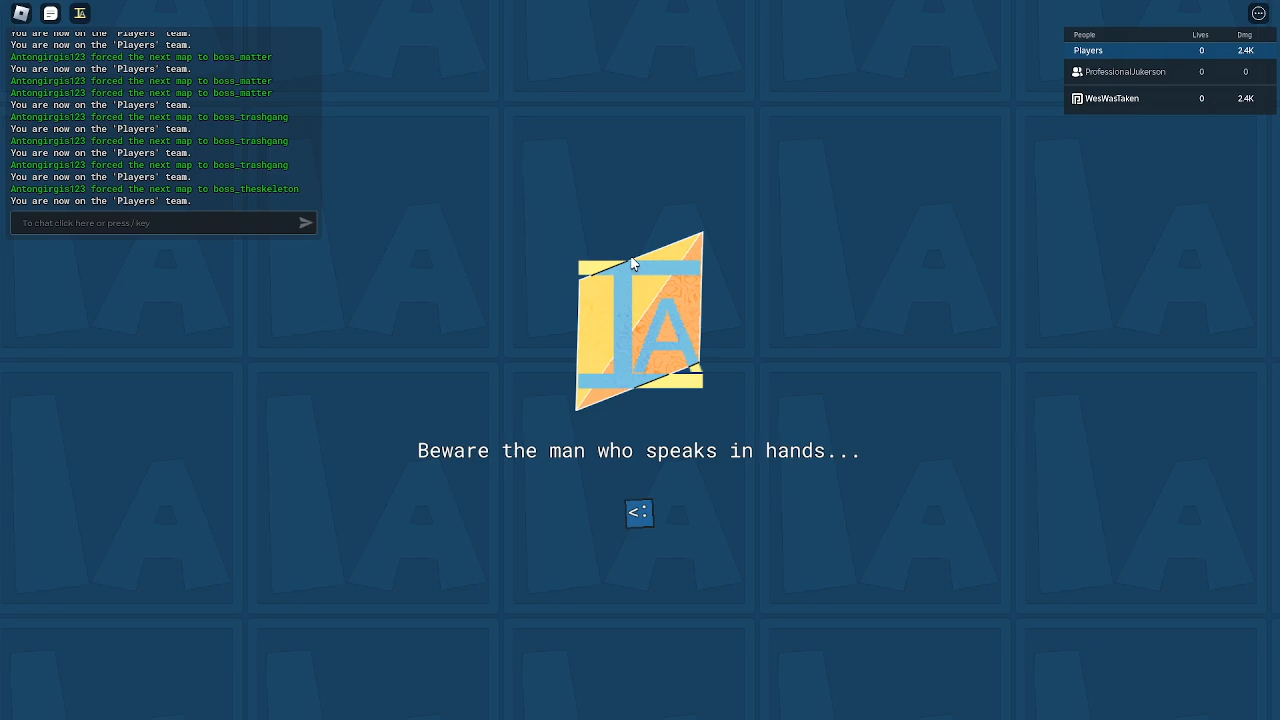 You are now on the 'Players' team.
You are now on the 'Players' team.
Antongirgis123 forced the next map to boss_matter
You are now on the 'Players' team.
Antongirgis123 forced the next map to boss_matter
Antongirgis123 forced the next map to boss_matter
You are now on the 'Players' team.
Antongirgis123 forced the next map to boss_trashgang
You are now on the 'Players' team.
Antongirgis123 forced the next map to boss_trashgang
You are now on the 'Players' team.
Antongirgis123 forced the next map to boss_trashgang
You are now on the 'Players' team.
Antongirgis123 forced the next map to boss_theskeleton
You are now on the 'Players' team.
To chat click here or press / key
People Lives Dmg
Players 0 2.4K
ProfessionalJukerson 0 0
WesWasTaken 0 2.4K
IA
Beware the man who speaks in hands...
<: